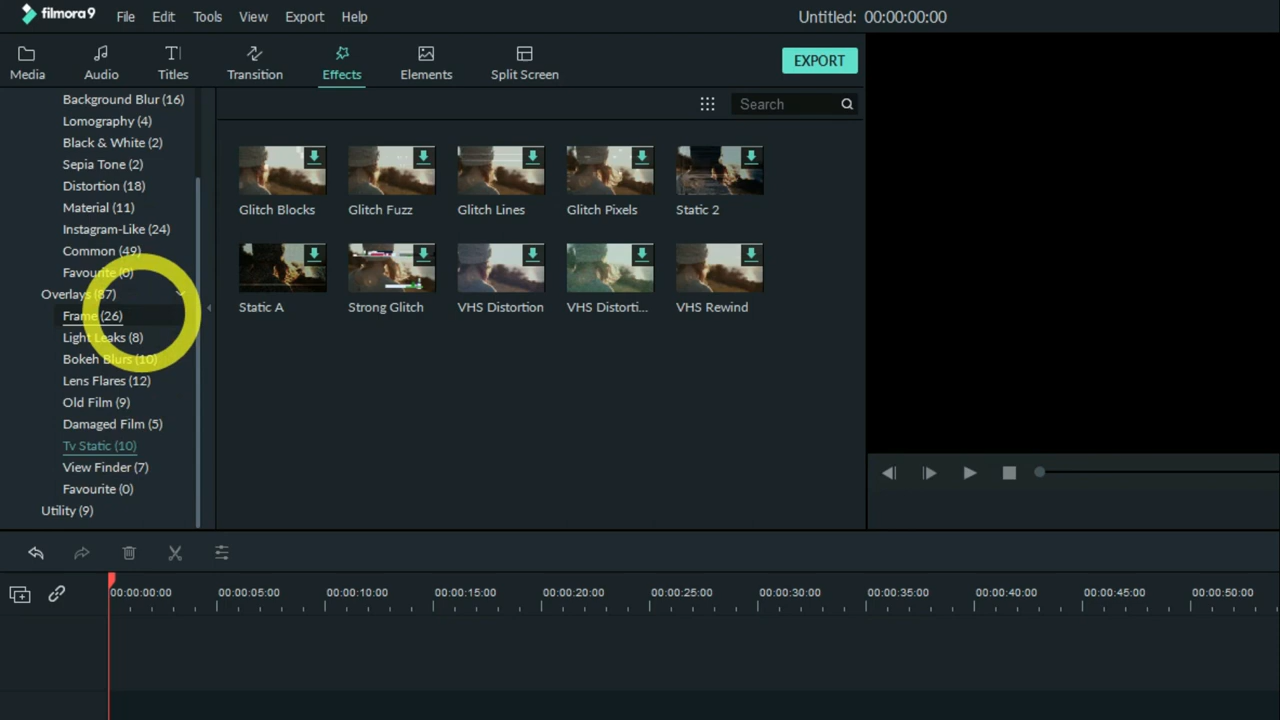 filmora9 File Edit Tools View Export Help Untitled: 00:00:00:00
Media Audio Titles Transition Effects Elements Split Screen EXPORT
Background Blur (16)
Lomography (4)
Black & White (2)
Sepia Tone (2)
Distortion (18)
Material (11)
Instagram-Like (24)
Common (49)
Favourite (0)
Overlays (87)
Frame (26)
Light Leaks (8)
Bokeh Blurs (10)
Lens Flares (12)
Old Film (9)
Damaged Film (5)
Tv Static (10)
View Finder (7)
Favourite (0)
Utility (9)
Search
Glitch Blocks Glitch Fuzz Glitch Lines Glitch Pixels Static 2
Static A Strong Glitch VHS Distortion VHS Distorti... VHS Rewind
00:00:00:00 00:00:05:00 00:00:10:00 00:00:15:00 00:00:20:00 00:00:25:00 00:00:30:00 00:00:35:00 00:00:40:00 00:00:45:00 00:00:50:00